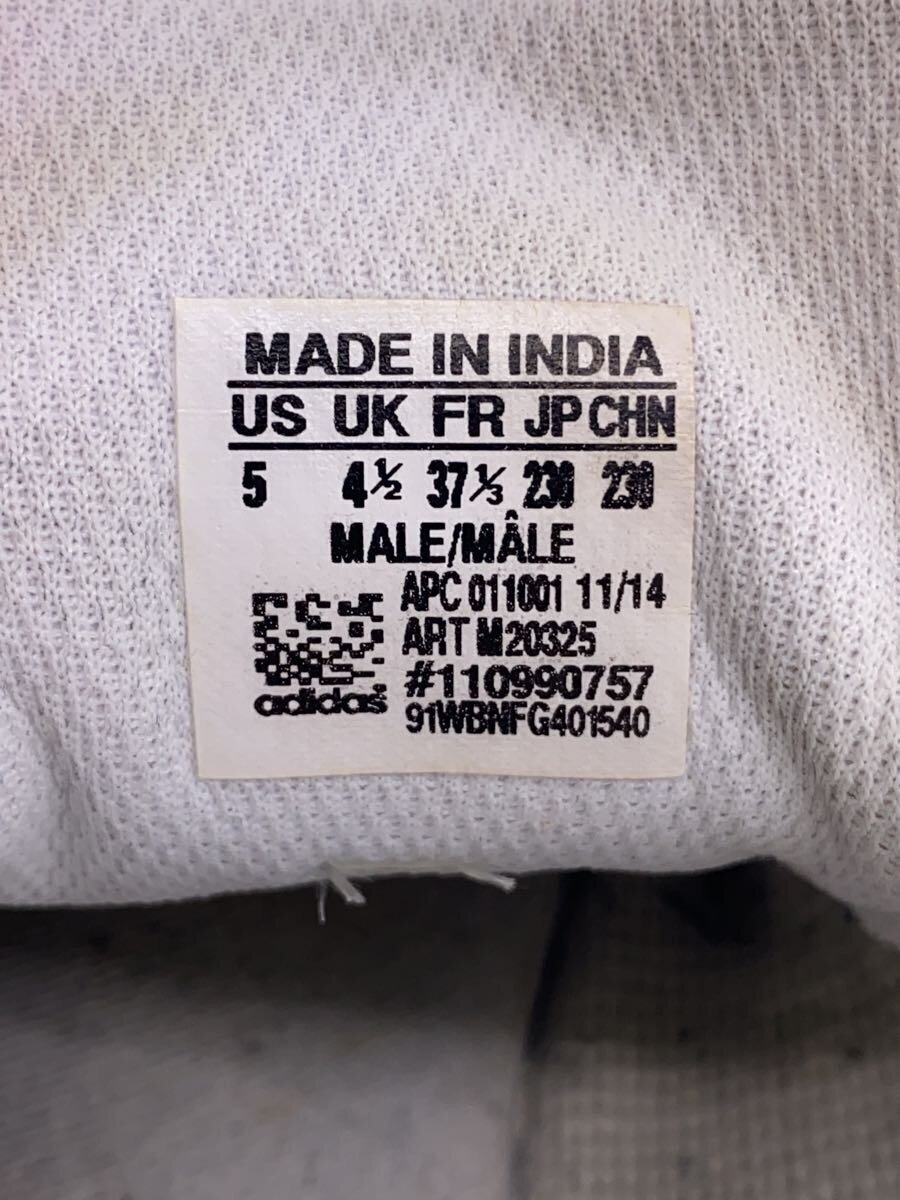 MADE IN INDIA
US UK FR JP CHN
5 4½ 37⅓ 230 230
MALE/MÂLE
APC 011001 11/14
ART M20325
#110990757
adidas
91WBNFG401540